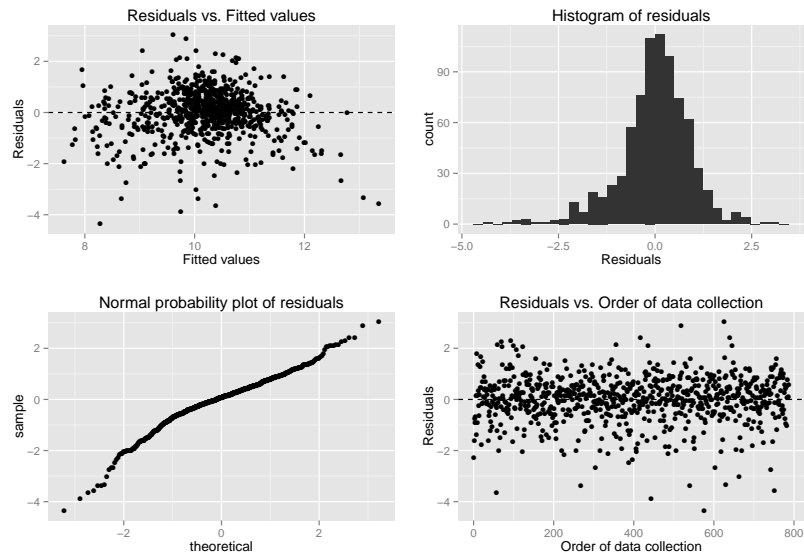 Residuals vs. Fitted values
Residuals
2
0
−2
−4
8
10
12
Fitted values
Histogram of residuals
count
90
60
30
0
−5.0
−2.5
0.0
2.5
Residuals
Normal probability plot of residuals
sample
2
0
−2
−4
−2
0
2
theoretical
Residuals vs. Order of data collection
Residuals
2
0
−2
−4
0
200
400
600
800
Order of data collection